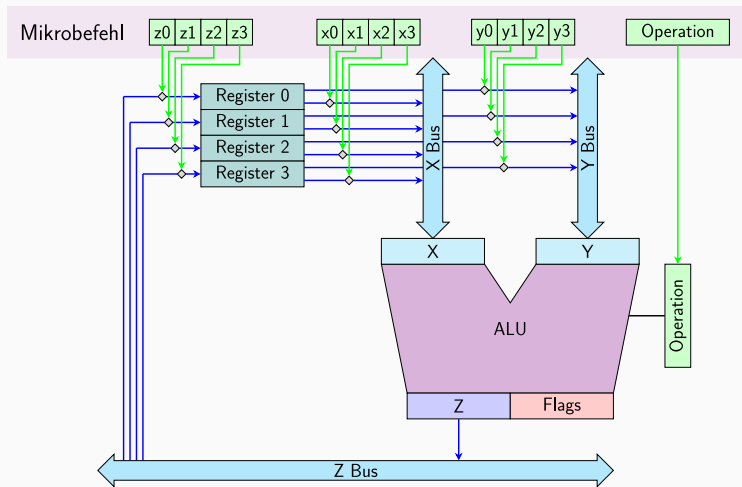 Mikrobefehl z0 z1 z2 z3 x0 x1 x2 x3 y0 y1 y2 y3 Operation
Register 0
Register 1
Register 2
Register 3
X Bus
Y Bus
X Y
ALU
Operation
Z Flags
Z Bus